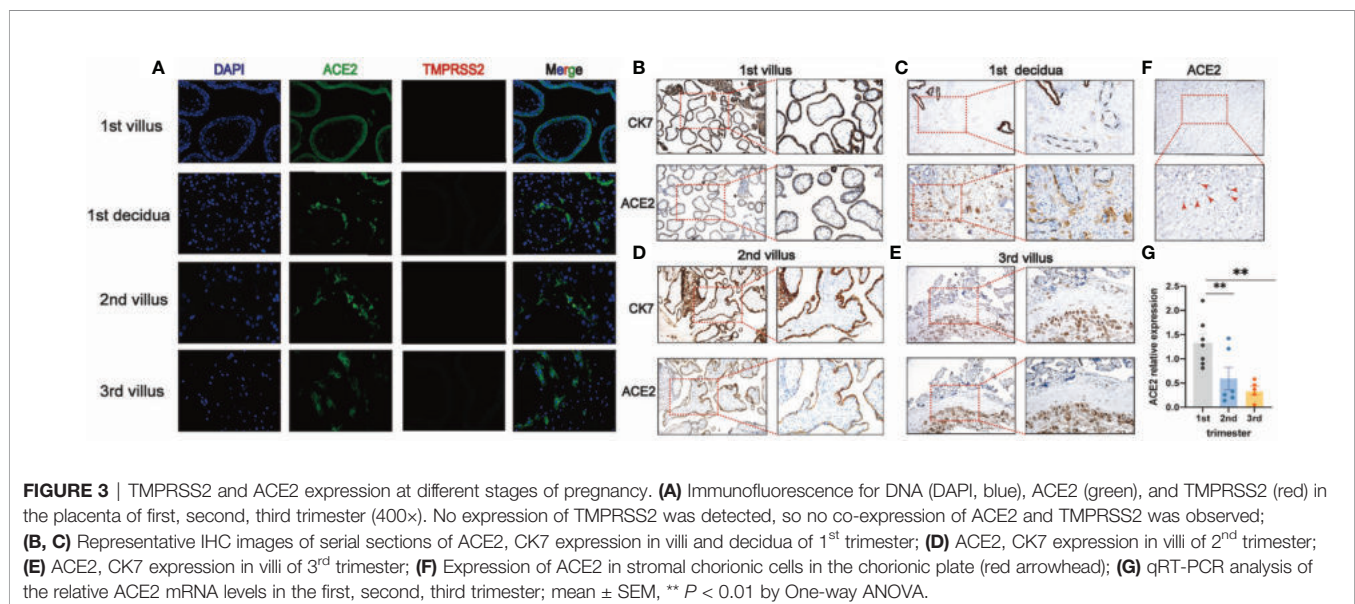 A
DAPI
ACE2
TMPRSS2
Merge
1st villus
1st decidua
2nd villus
3rd villus
B
1st villus
CK7
ACE2
C
1st decidua
F
ACE2
D
2nd villus
CK7
ACE2
E
3rd villus
G
**
**
ACE2 relative expression
2.5
2.0
1.5
1.0
0.5
0.0
1st 2nd 3rd
trimester
FIGURE 3 | TMPRSS2 and ACE2 expression at different stages of pregnancy. (A) Immunofluorescence for DNA (DAPI, blue), ACE2 (green), and TMPRSS2 (red) in
the placenta of first, second, third trimester (400×). No expression of TMPRSS2 was detected, so no co-expression of ACE2 and TMPRSS2 was observed;
(B, C) Representative IHC images of serial sections of ACE2, CK7 expression in villi and decidua of 1st trimester; (D) ACE2, CK7 expression in villi of 2nd trimester;
(E) ACE2, CK7 expression in villi of 3rd trimester; (F) Expression of ACE2 in stromal chorionic cells in the chorionic plate (red arrowhead); (G) qRT-PCR analysis of
the relative ACE2 mRNA levels in the first, second, third trimester; mean ± SEM, ** P < 0.01 by One-way ANOVA.